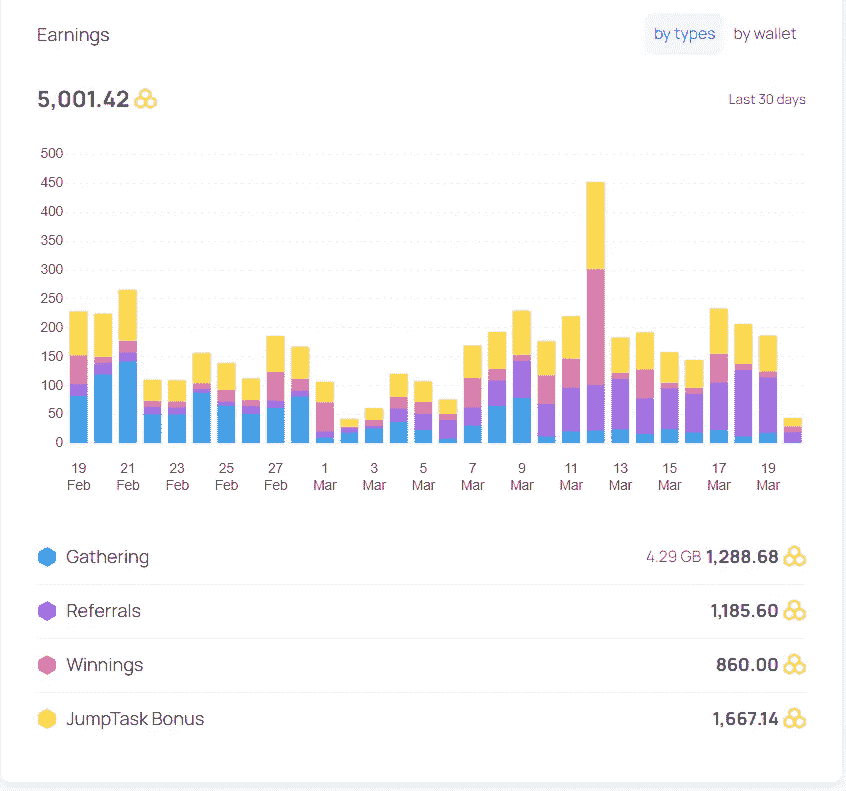 Earnings
by types by wallet
5,001.42
Last 30 days
500
450
400
350
300
250
200
150
100
50
0
19 21 23 25 27 1 3 5 7 9 11 13 15 17 19
Feb Feb Feb Feb Feb Mar Mar Mar Mar Mar Mar Mar Mar Mar Mar
Gathering 4.29 GB 1,288.68
Referrals 1,185.60
Winnings 860.00
JumpTask Bonus 1,667.14